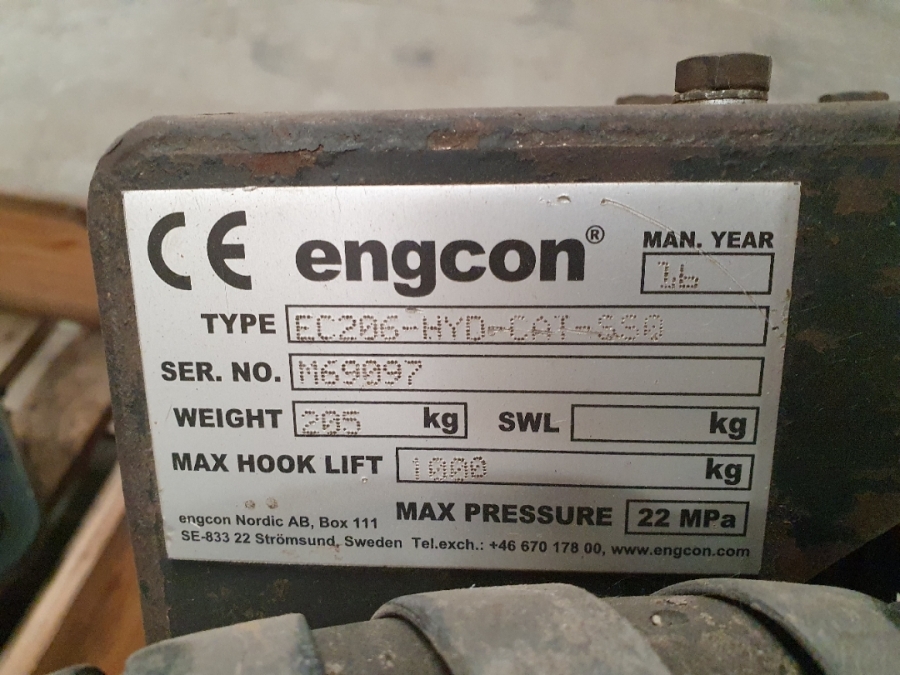 CE engcon® MAN. YEAR
16
TYPE EC206-HYD-CAT-SS0
SER. NO. M69097
WEIGHT 205 kg SWL kg
MAX HOOK LIFT 1000 kg
MAX PRESSURE 22 MPa
engcon Nordic AB, Box 111
SE-833 22 Strömsund, Sweden Tel.exch.: +46 670 178 00, www.engcon.com